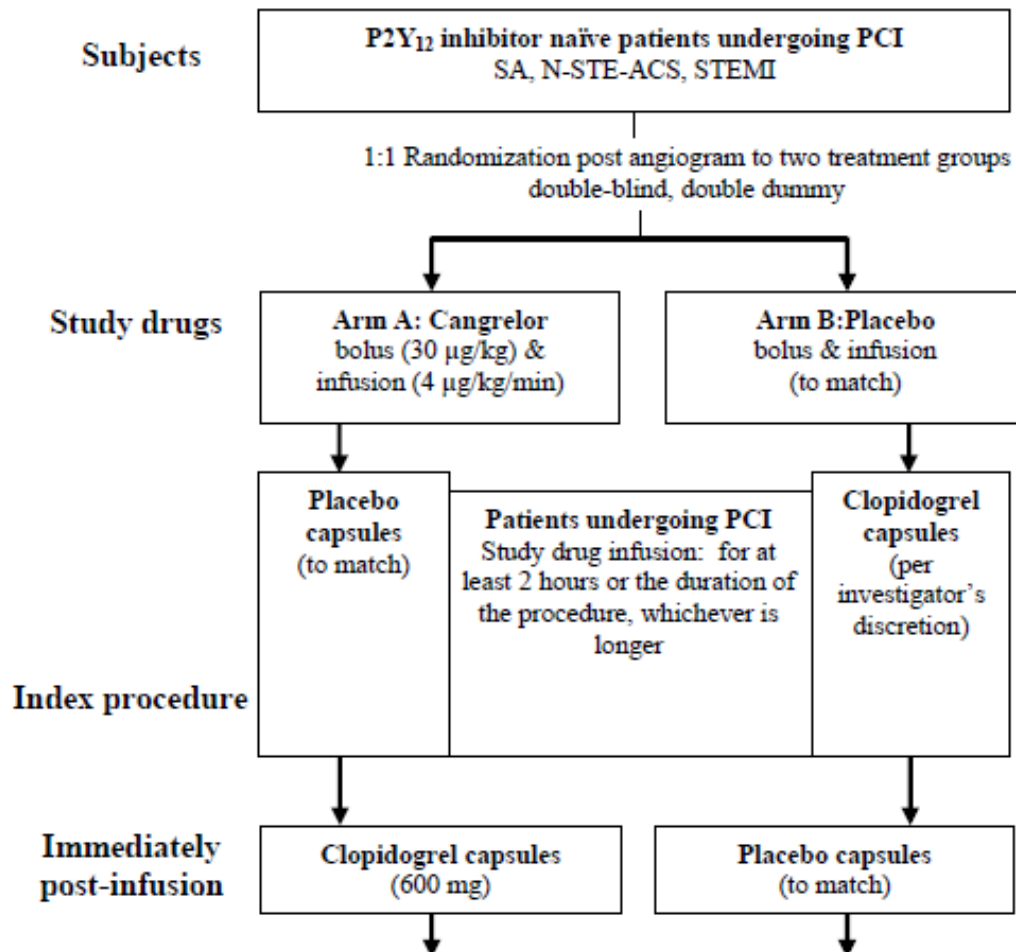 Subjects
P2Y12 inhibitor naïve patients undergoing PCI
SA, N-STE-ACS, STEMI
1:1 Randomization post angiogram to two treatment groups
double-blind, double dummy
Study drugs
Arm A: Cangrelor
bolus (30 µg/kg) &
infusion (4 µg/kg/min)
Arm B:Placebo
bolus & infusion
(to match)
Index procedure
Placebo
capsules
(to match)
Patients undergoing PCI
Study drug infusion: for at
least 2 hours or the duration of
the procedure, whichever is
longer
Clopidogrel
capsules
(per
investigator's
discretion)
Immediately
post-infusion
Clopidogrel capsules
(600 mg)
Placebo capsules
(to match)